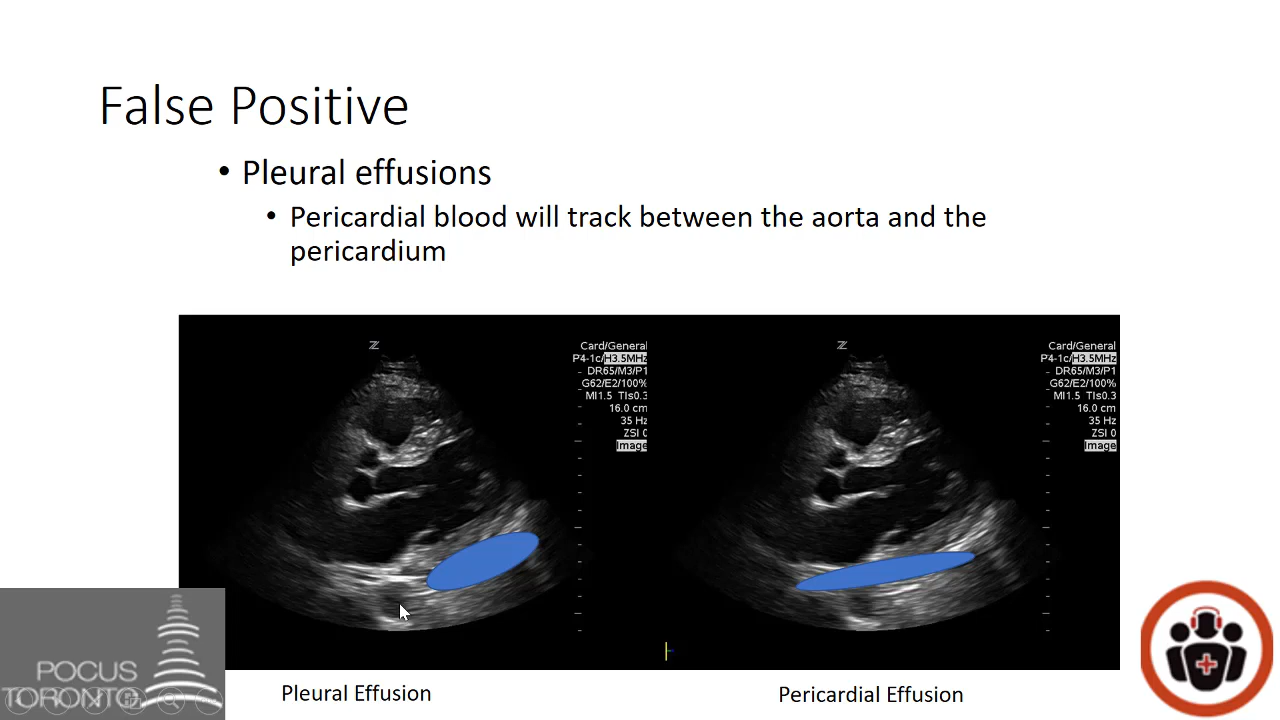 False Positive
• Pleural effusions
• Pericardial blood will track between the aorta and the
pericardium
Z
Card/General
P4-1c/H3.5MHz
DR65/M3/P1
G62/E2/100%
MI1.5 TIs0.3
16.0 cm
35 Hz
ZSI 0
Image
Z
Card/General
P4-1c/H3.5MHz
DR65/M3/P1
G62/E2/100%
MI1.5 TIs0.3
16.0 cm
35 Hz
ZSI 0
Image
POCUS
TORONTO
Pleural Effusion
Pericardial Effusion